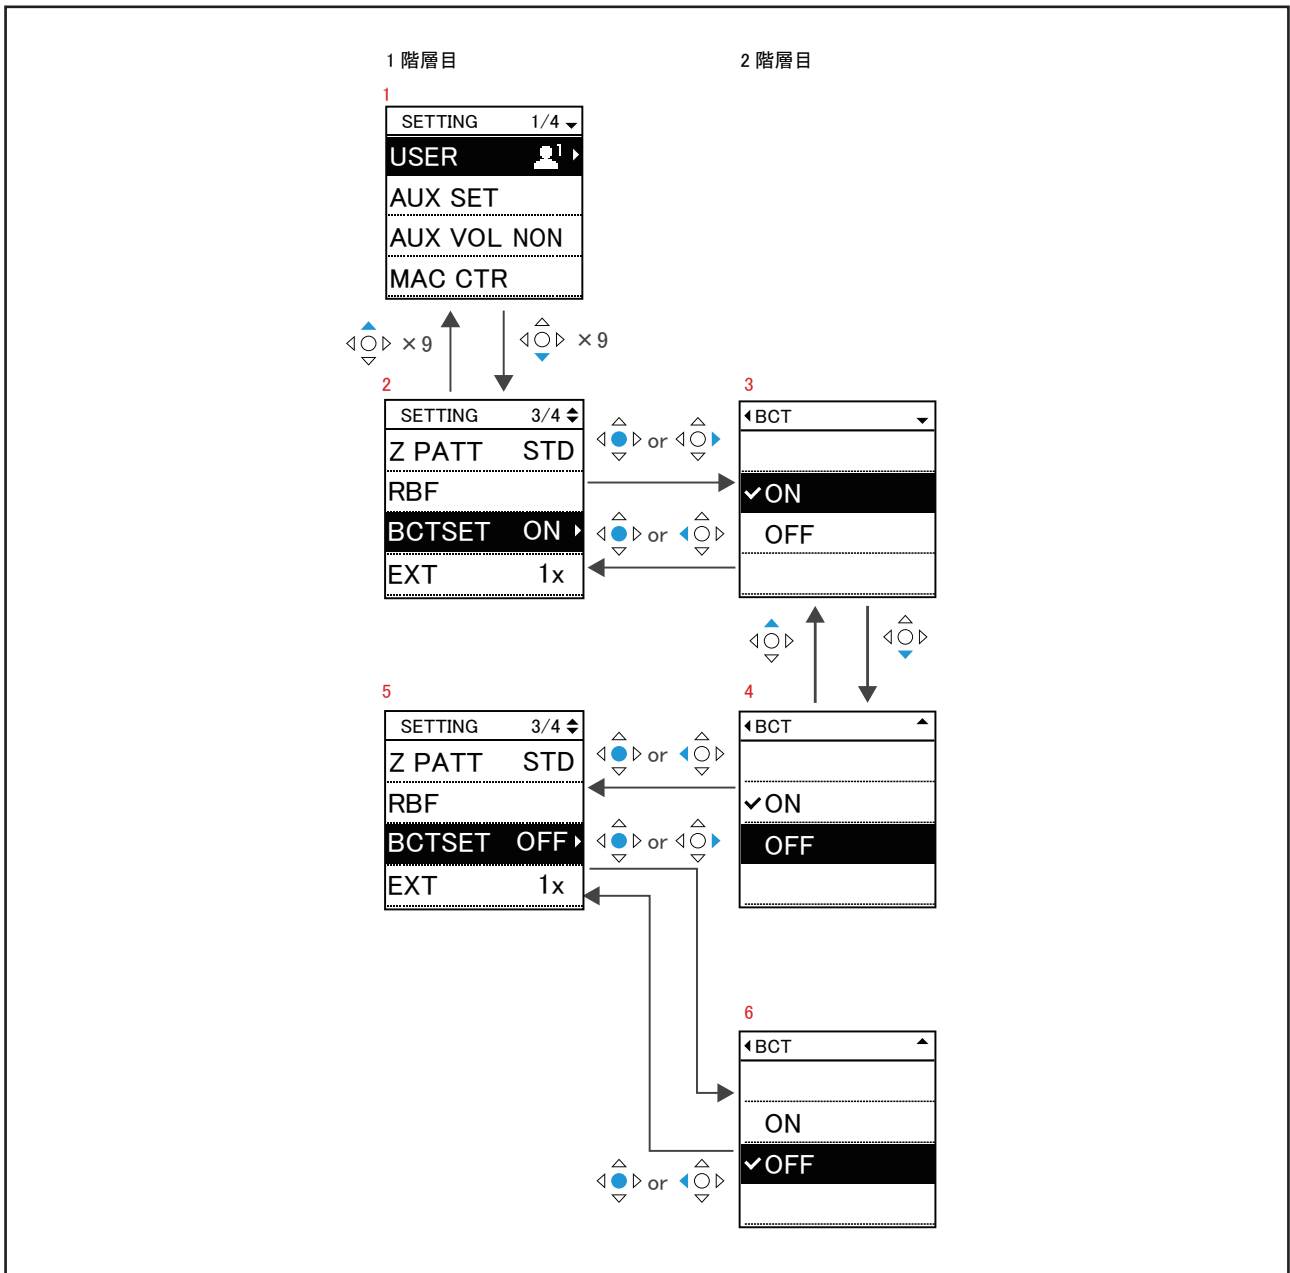 1 階層目
2 階層目
1
SETTING 1/4
USER 1
AUX SET
AUX VOL NON
MAC CTR
×9
×9
2
SETTING 3/4
Z PATT STD
RBF
BCTSET ON
EXT 1x
or
or
3
BCT
ON
OFF
5
SETTING 3/4
Z PATT STD
RBF
BCTSET OFF
EXT 1x
or
or
4
BCT
ON
OFF
6
BCT
ON
OFF
or